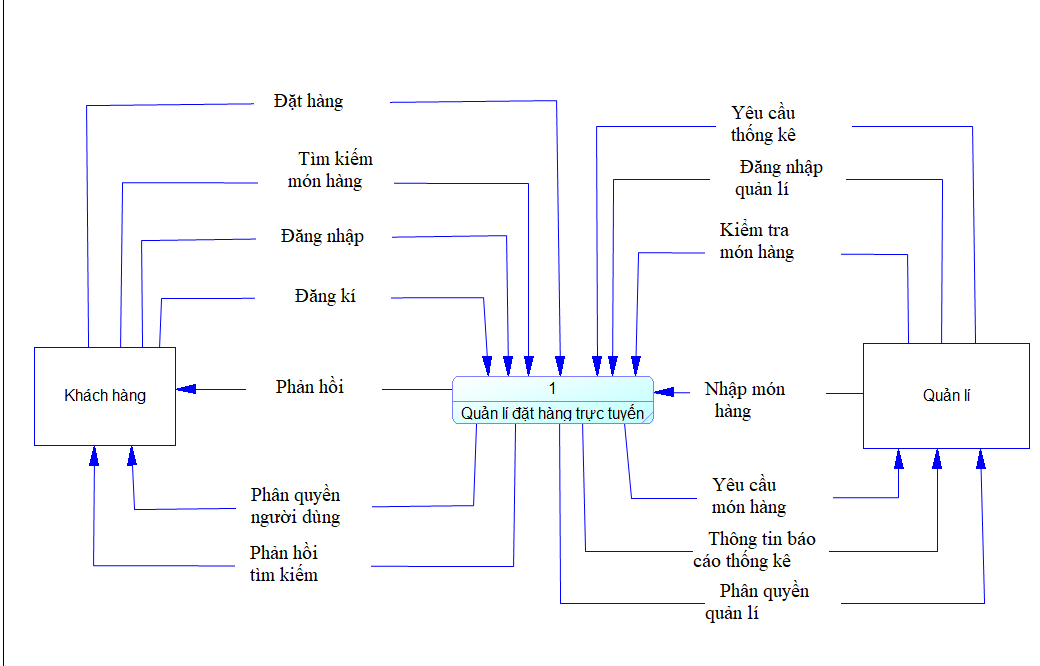 Đặt hàng
Tìm kiếm
món hàng
Đăng nhập
Đăng kí
Yêu cầu
thống kê
Đăng nhập
quản lí
Kiểm tra
món hàng
Khách hàng
Phản hồi
1
Quản lí đặt hàng trực tuyến
Nhập món
hàng
Quản lí
Phân quyền
người dùng
Phản hồi
tìm kiếm
Yêu cầu
món hàng
Thông tin báo
cáo thống kê
Phân quyền
quản lí